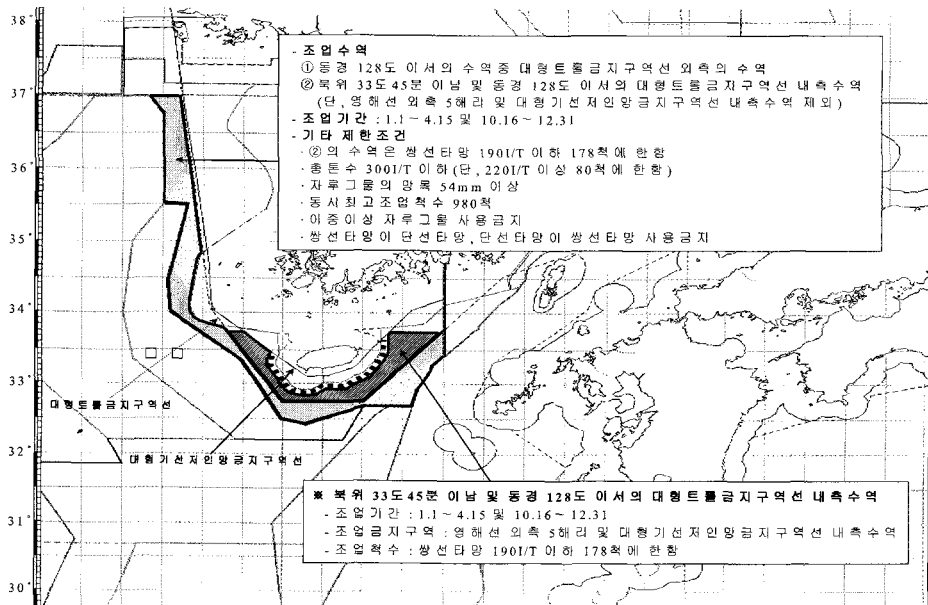 38°
37°
36°
35°
34°
33°
32°
31°
30°
- 조업수역
① 동경 128도 이서의 수역중 대형트롤금지구역선 외측의 수역
② 북위 33도45분 이남 및 동경 128도 이서의 대형트롤금지구역선 내측수역
(단, 영해선 외측 5해리 및 대형기선저인망금지구역선 내측수역 제외)
- 조업기간 : 1.1 ~ 4.15 및 10.16 ~ 12.31
- 기타 제한조건
· ②의 수역은 쌍선타망 190I/T 이하 178척에 한함
· 총톤수 300I/T 이하(단, 220I/T 이상 80척에 한함)
· 자루그물의 망목 54mm 이상
· 동시최고조업척수 980척
· 이중이상 자루그물 사용금지
· 쌍선타망이 단선타망, 단선타망이 쌍선타망 사용금지
대형트롤금지구역선
대형기선저인망금지구역선
※ 북위 33도45분 이남 및 동경 128도 이서의 대형트롤금지구역선 내측수역
- 조업기간 : 1.1 ~ 4.15 및 10.16 ~ 12.31
- 조업금지구역 : 영해선 외측 5해리 및 대형기선저인망금지구역선 내측수역
- 조업척수 : 쌍선타망 190I/T 이하 178척에 한함